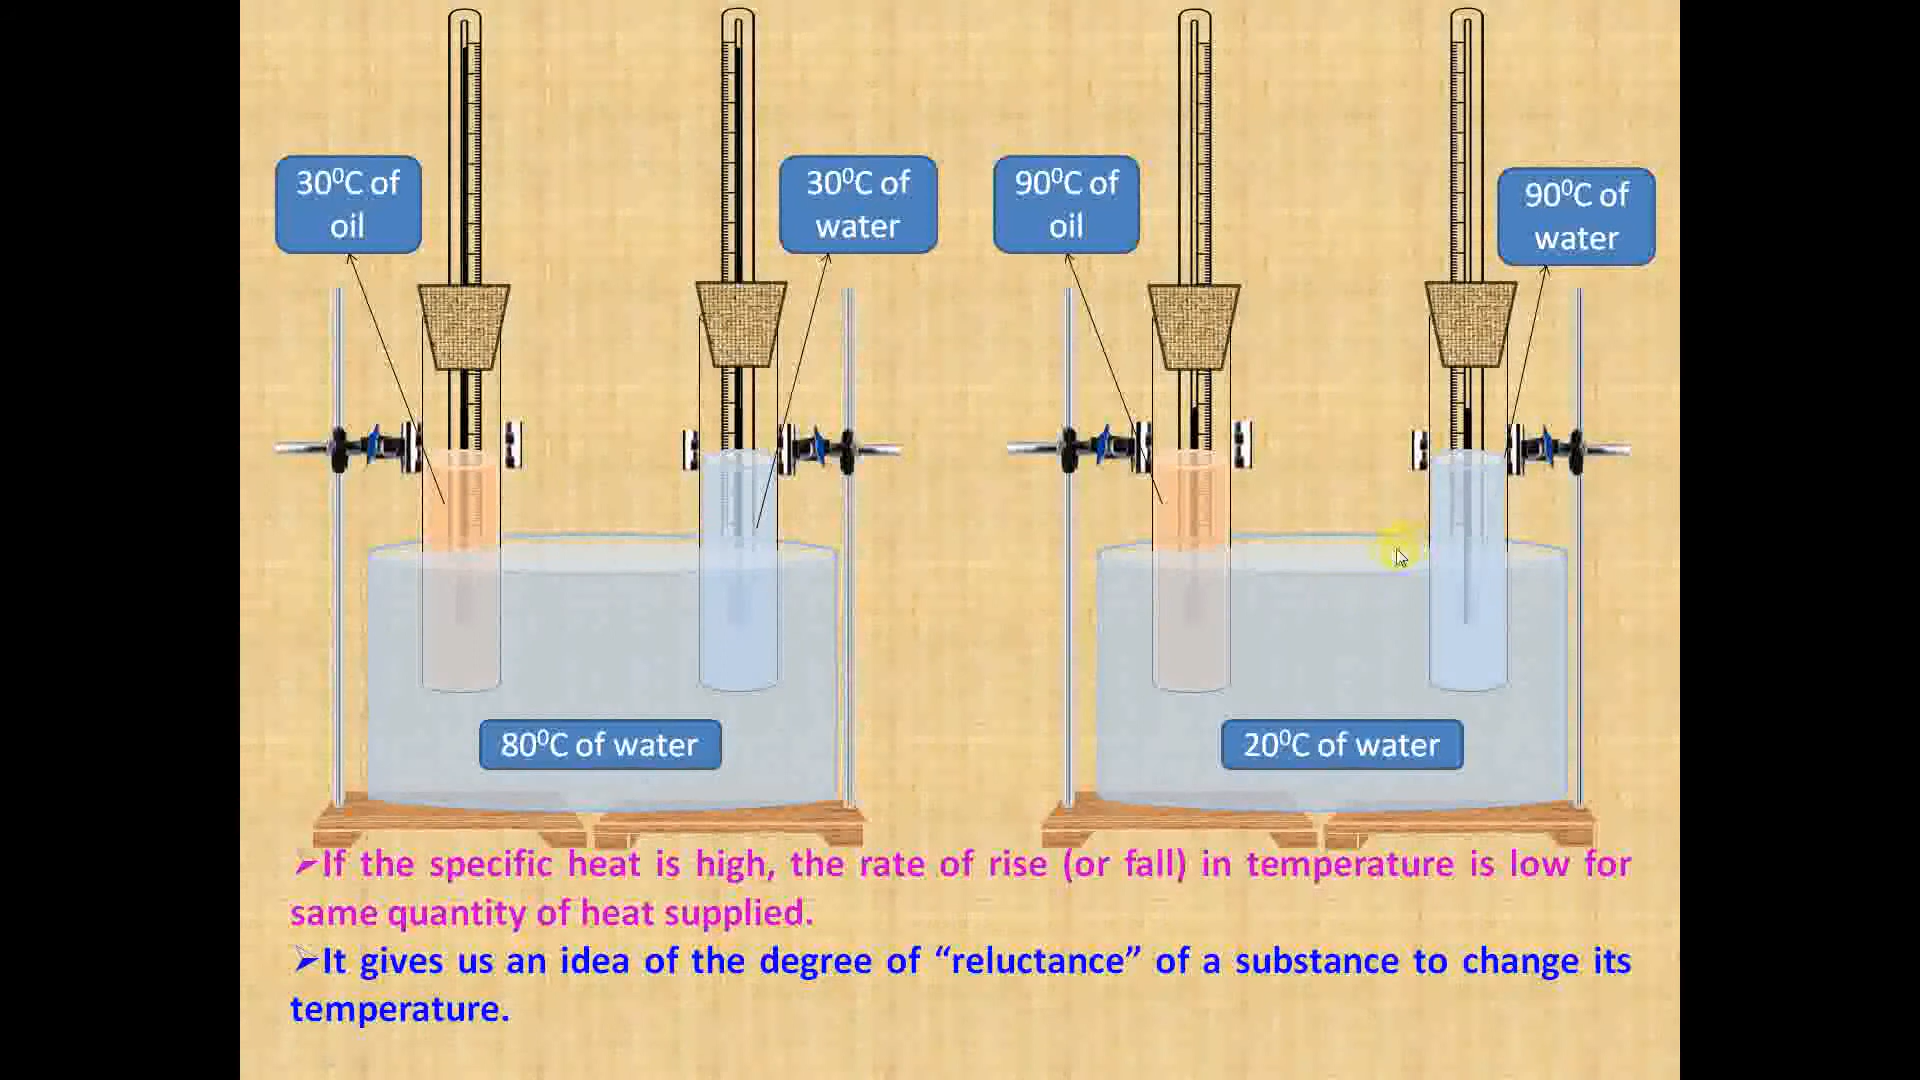 30⁰C of
oil
30⁰C of
water
90⁰C of
oil
90⁰C of
water
80⁰C of water
20⁰C of water
➢If the specific heat is high, the rate of rise (or fall) in temperature is low for
same quantity of heat supplied.
➢It gives us an idea of the degree of “reluctance” of a substance to change its
temperature.